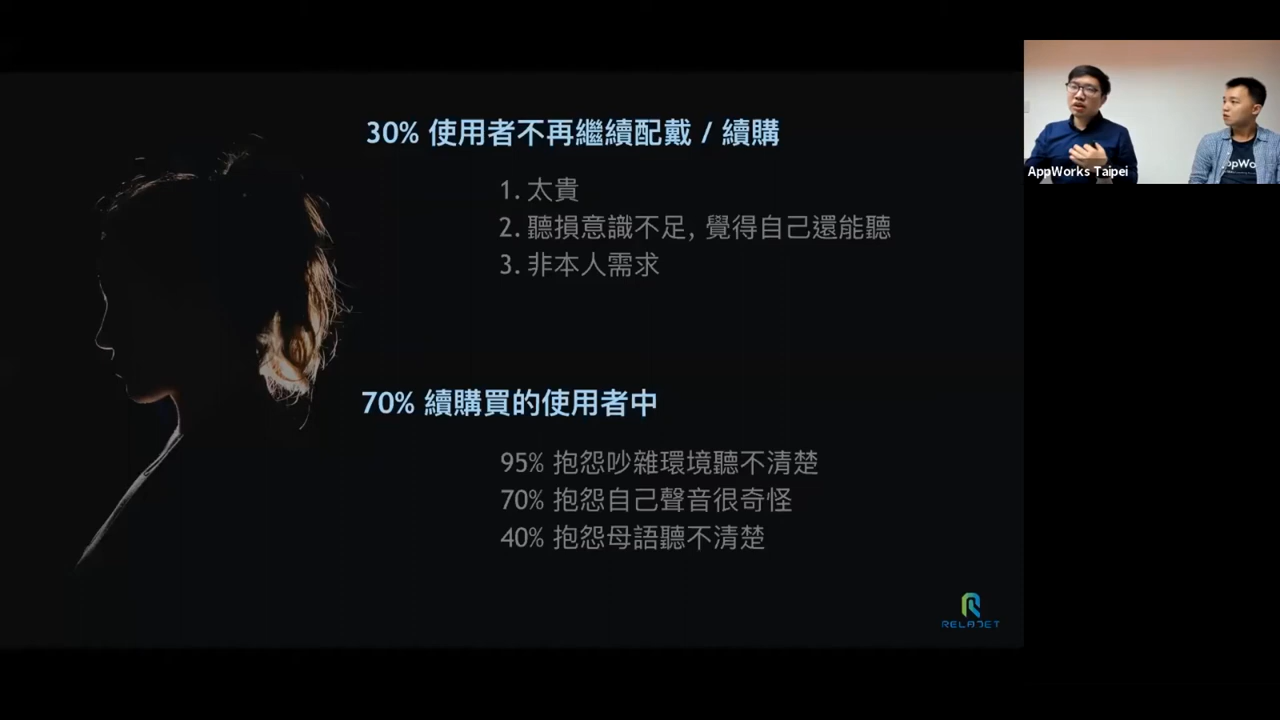 30% 使用者不再繼續配戴 / 續購
1. 太貴
2. 聽損意識不足, 覺得自己還能聽
3. 非本人需求
70% 續購買的使用者中
95% 抱怨吵雜環境聽不清楚
70% 抱怨自己聲音很奇怪
40% 抱怨母語聽不清楚
RELAJET
AppWorks Taipei
ppWo